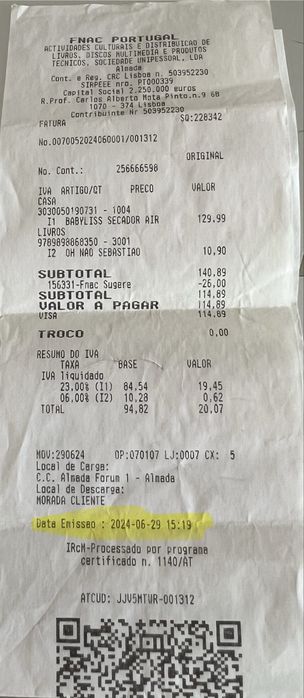 FNAC PORTUGAL
ACTIVIDADES CULTURAIS E DISTRIBUICAO DE
LIVROS, DISCOS MULTIMEDIA E PRODUTOS
TECNICOS, SOCIEDADE UNIPESSOAL, LDA
Almada
Cont. e Reg. CRC Lisboa n. 503952230
SIRPEEE nro. PT000339
Capital Social 2.250.000 euros
R.Prof. Carlos Alberto Mota Pinto,n.9 6B
1070 - 374 Lisboa
Contribuinte Nr 503952230
FATURA SQ:228342
No.0070052024060001/001312
ORIGINAL
No. Cont.: 256666598
IVA ARTIGO/QT PRECO VALOR
CASA
3030050190731 - 1004
I1 BABYLISS SECADOR AIR 129.99
LIVROS
9789898868350 - 3001
I2 OH NAO SEBASTIAO 10,90
SUBTOTAL 140,89
156331-Fnac Sugere -26,00
SUBTOTAL 114,89
VALOR A PAGAR 114,89
VISA 114,89
TROCO 0,00
RESUMO DO IVA
TAXA BASE VALOR
IVA liquidado
23.00% (I1) 84.54 19,45
06.00% (I2) 10,28 0,62
TOTAL 94,82 20,07
MOV:290624 OP:070107 LJ:0007 CX: 5
Local de Carga:
C.C. Almada Forum 1 - Almada
Local de Descarga:
MORADA CLIENTE
Data Emissao : 2024-06-29 15:19
IRcM-Processado por programa
certificado n. 1140/AT
ATCUD: JJV5MTWR-001312